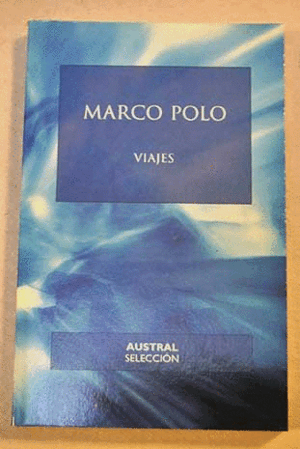 MARCO POLO
VIAJES
AUSTRAL
SELECCIÓN